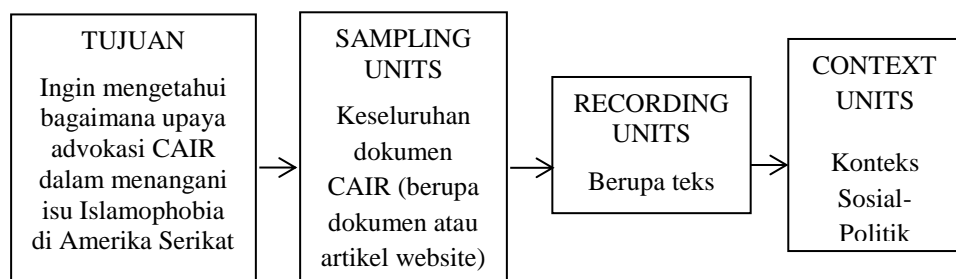 TUJUAN
Ingin mengetahui
bagaimana upaya
advokasi CAIR
dalam menangani
isu Islamophobia
di Amerika Serikat
SAMPLING
UNITS
Keseluruhan
dokumen
CAIR (berupa
dokumen atau
artikel website)
RECORDING
UNITS
Berupa teks
CONTEXT
UNITS
Konteks
Sosial-
Politik